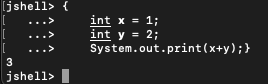 [jshell> {
[   ...>     int x = 1;
[   ...>     int y = 2;
[   ...>     System.out.print(x+y);}
3
jshell>